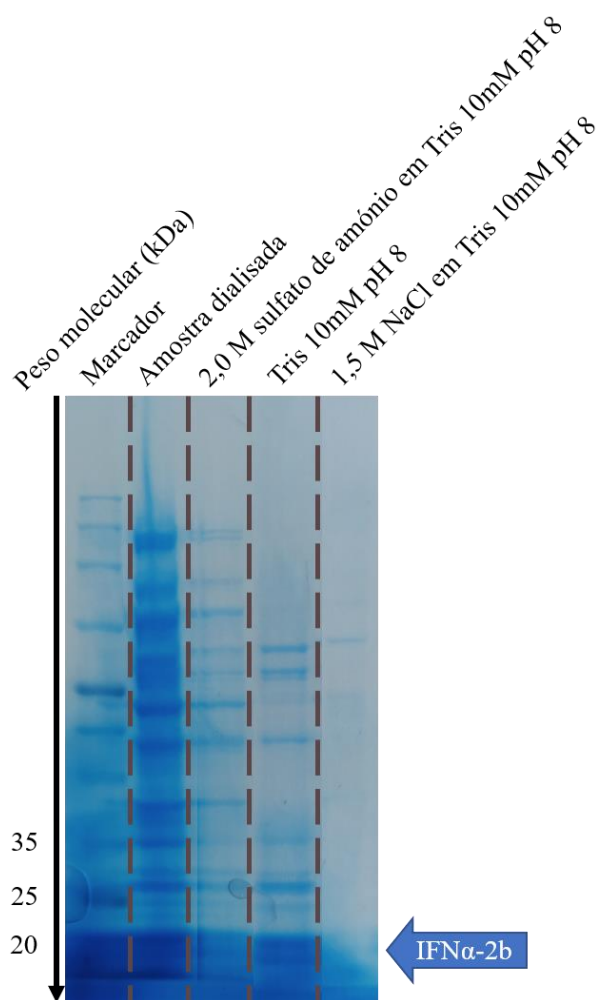 Peso molecular (kDa)
Marcador
Amostra dialisada
2,0 M sulfato de amónio em Tris 10mM pH 8
Tris 10mM pH 8
1,5 M NaCl em Tris 10mM pH 8
35
25
20
IFNα-2b